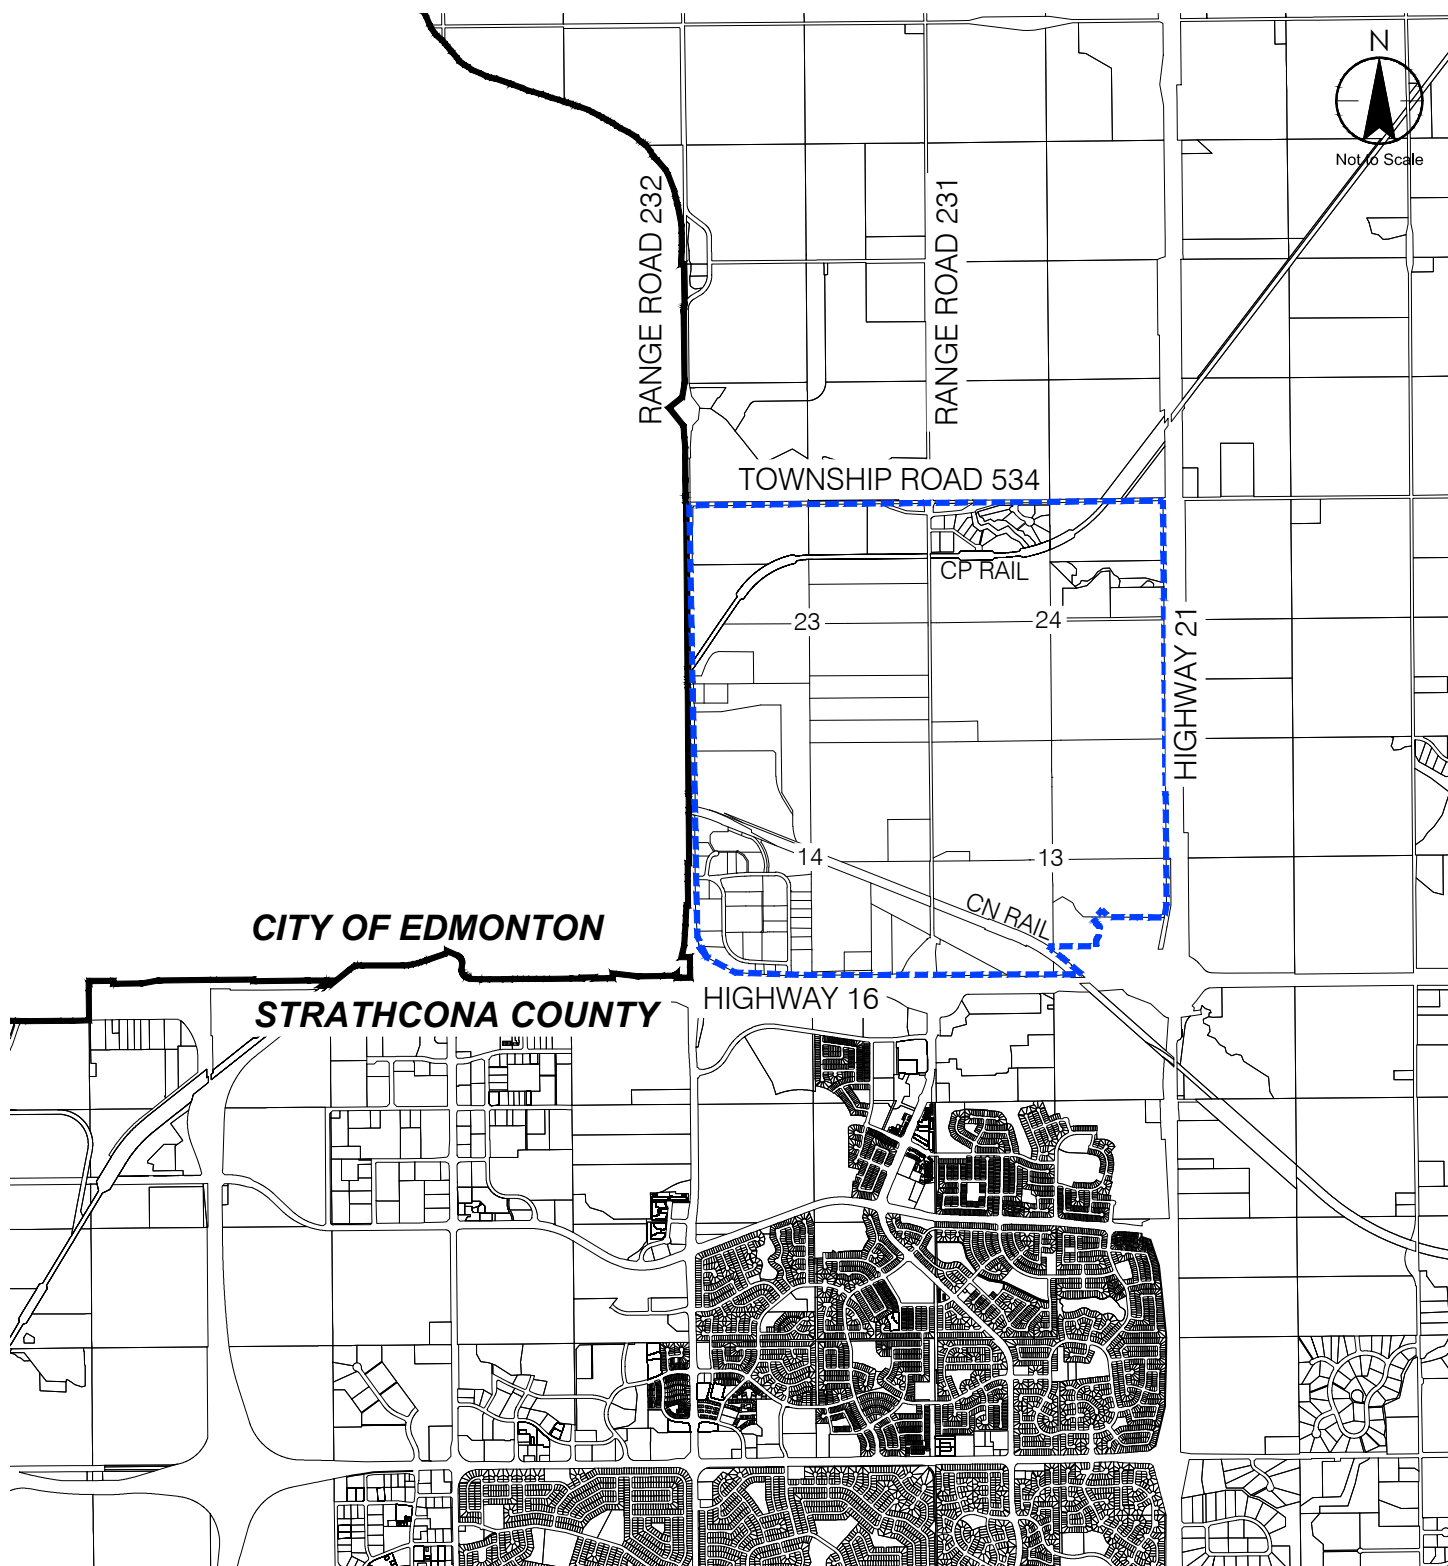 N
Not to Scale
RANGE ROAD 232
RANGE ROAD 231
TOWNSHIP ROAD 534
CP RAIL
23
24
HIGHWAY 21
14
13
CN RAIL
CITY OF EDMONTON
STRATHCONA COUNTY
HIGHWAY 16